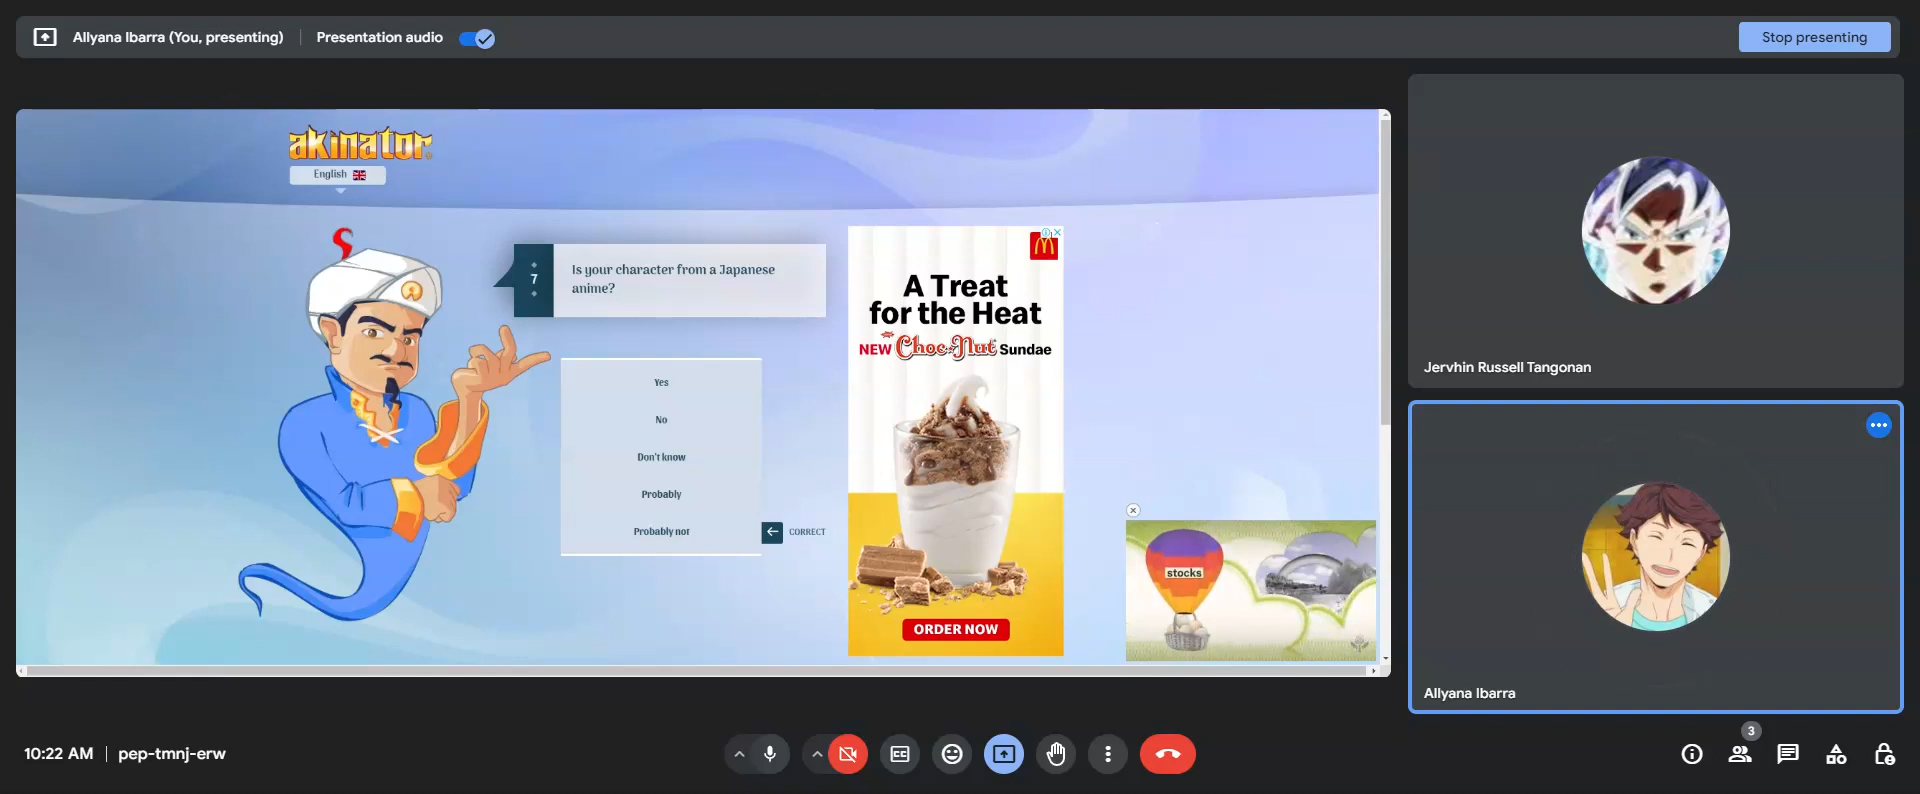 Allyana Ibarra (You, presenting)
Presentation audio
Stop presenting
akinator
English
7
Is your character from a Japanese
anime?
Yes
No
Don't know
Probably
Probably not
CORRECT
A Treat
for the Heat
NEW Choc-Nut Sundae
ORDER NOW
stocks
Jervhin Russell Tangonan
Allyana Ibarra
10:22 AM
pep-tmnj-erw
CC
3